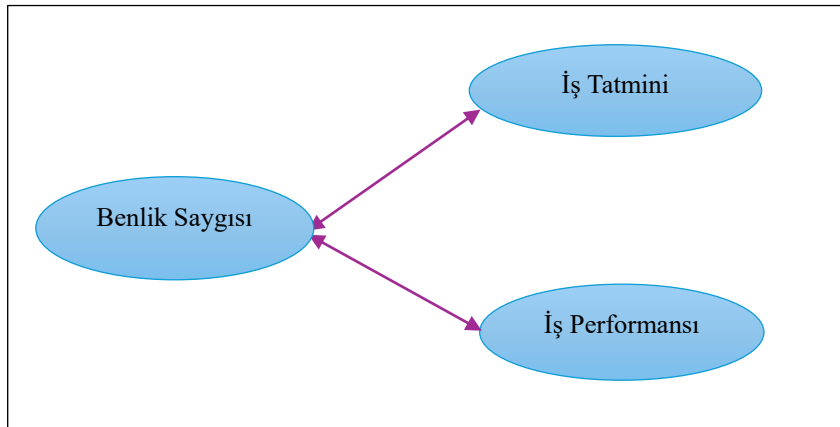 İş Tatmini
Benlik Saygısı
İş Performansı